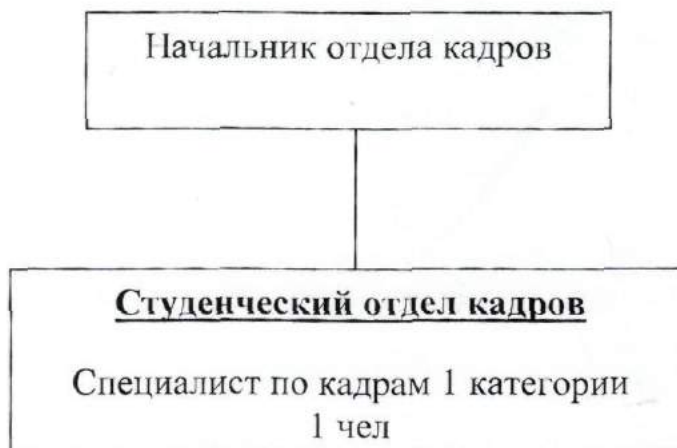 Начальник отдела кадров
Студенческий отдел кадров
Специалист по кадрам 1 категории
1 чел